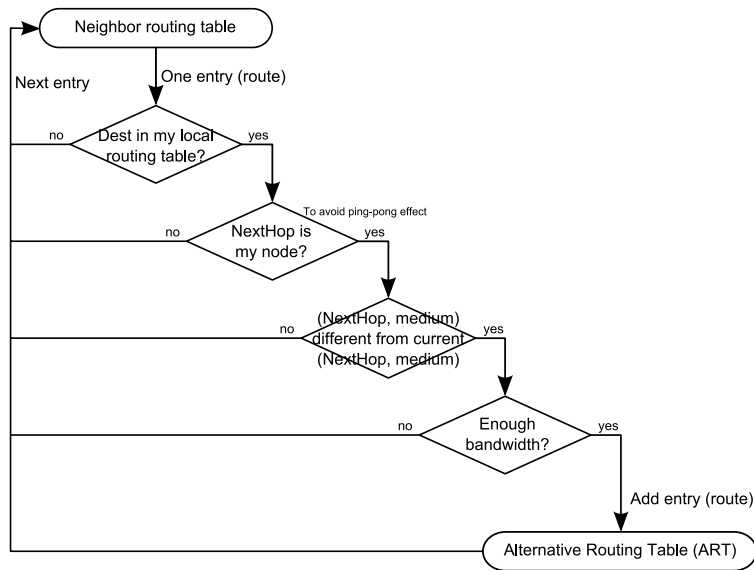 Neighbor routing table
Next entry
One entry (route)
no
Dest in my local
routing table?
yes
To avoid ping-pong effect
no
NextHop is
my node?
yes
no
(NextHop, medium)
different from current
(NextHop, medium)
yes
no
Enough
bandwidth?
yes
Add entry (route)
Alternative Routing Table (ART)